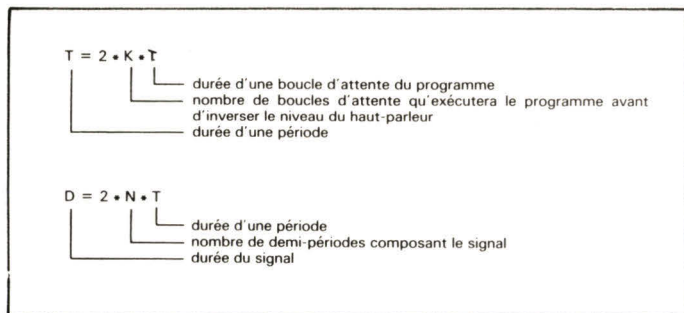 T = 2 * K * τ
durée d'une boucle d'attente du programme
nombre de boucles d'attente qu'exécutera le programme avant
d'inverser le niveau du haut-parleur
durée d'une période
D = 2 * N * T
durée d'une période
nombre de demi-périodes composant le signal
durée du signal